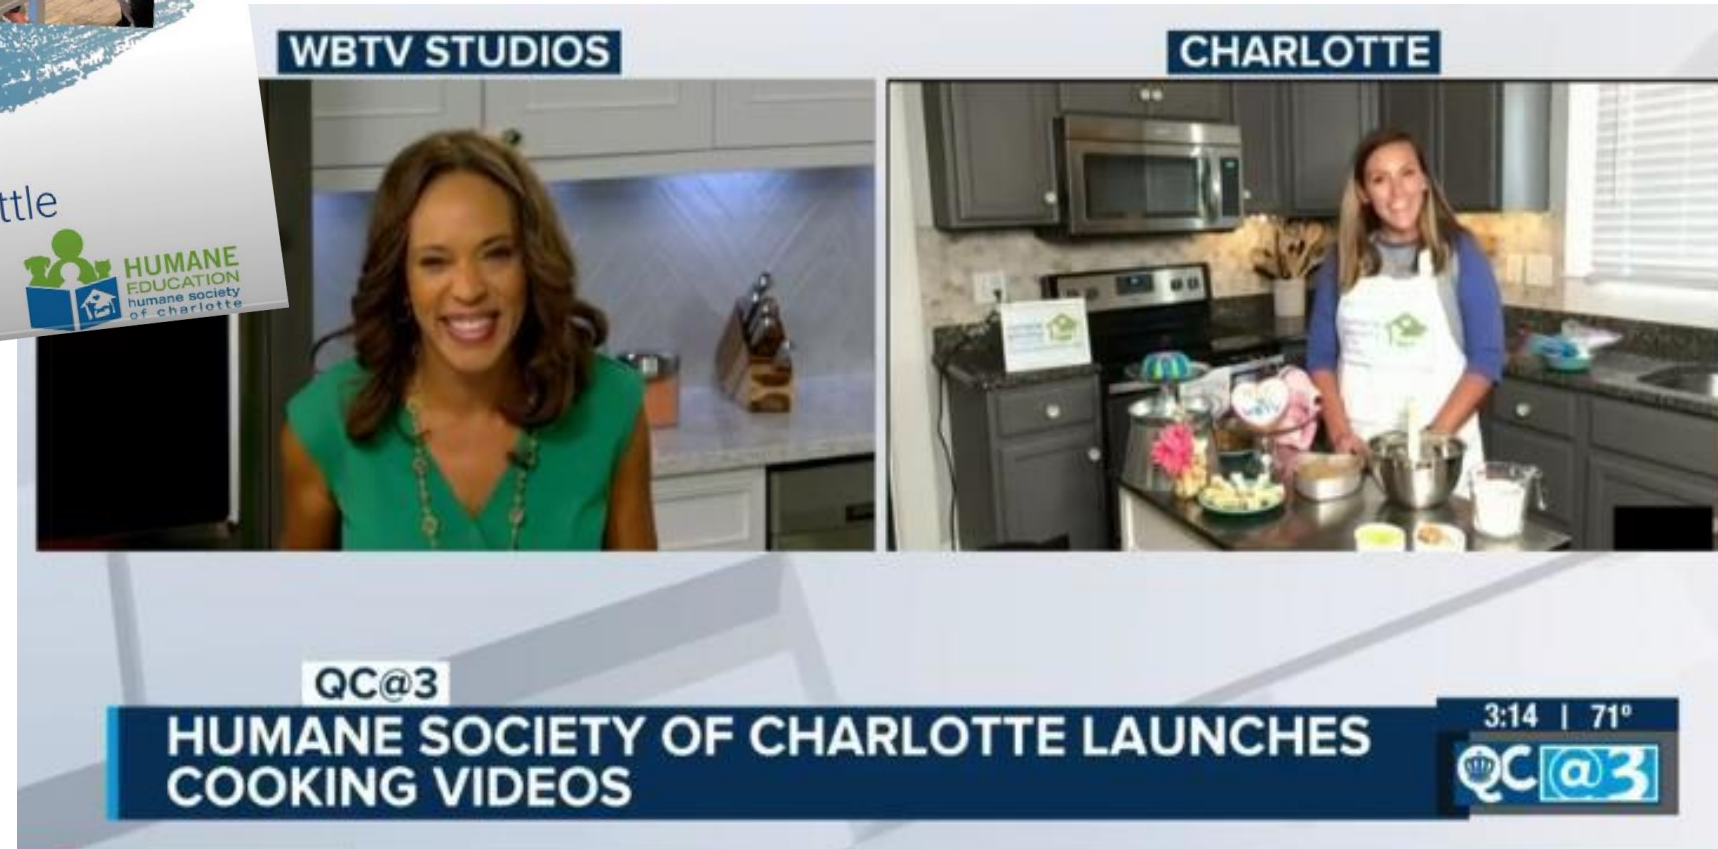 WBTV STUDIOS
CHARLOTTE
ttle
HUMANE
EDUCATION
humane society
of charlotte
QC@3
HUMANE SOCIETY OF CHARLOTTE LAUNCHES
COOKING VIDEOS
3:14 | 71°
QC@3